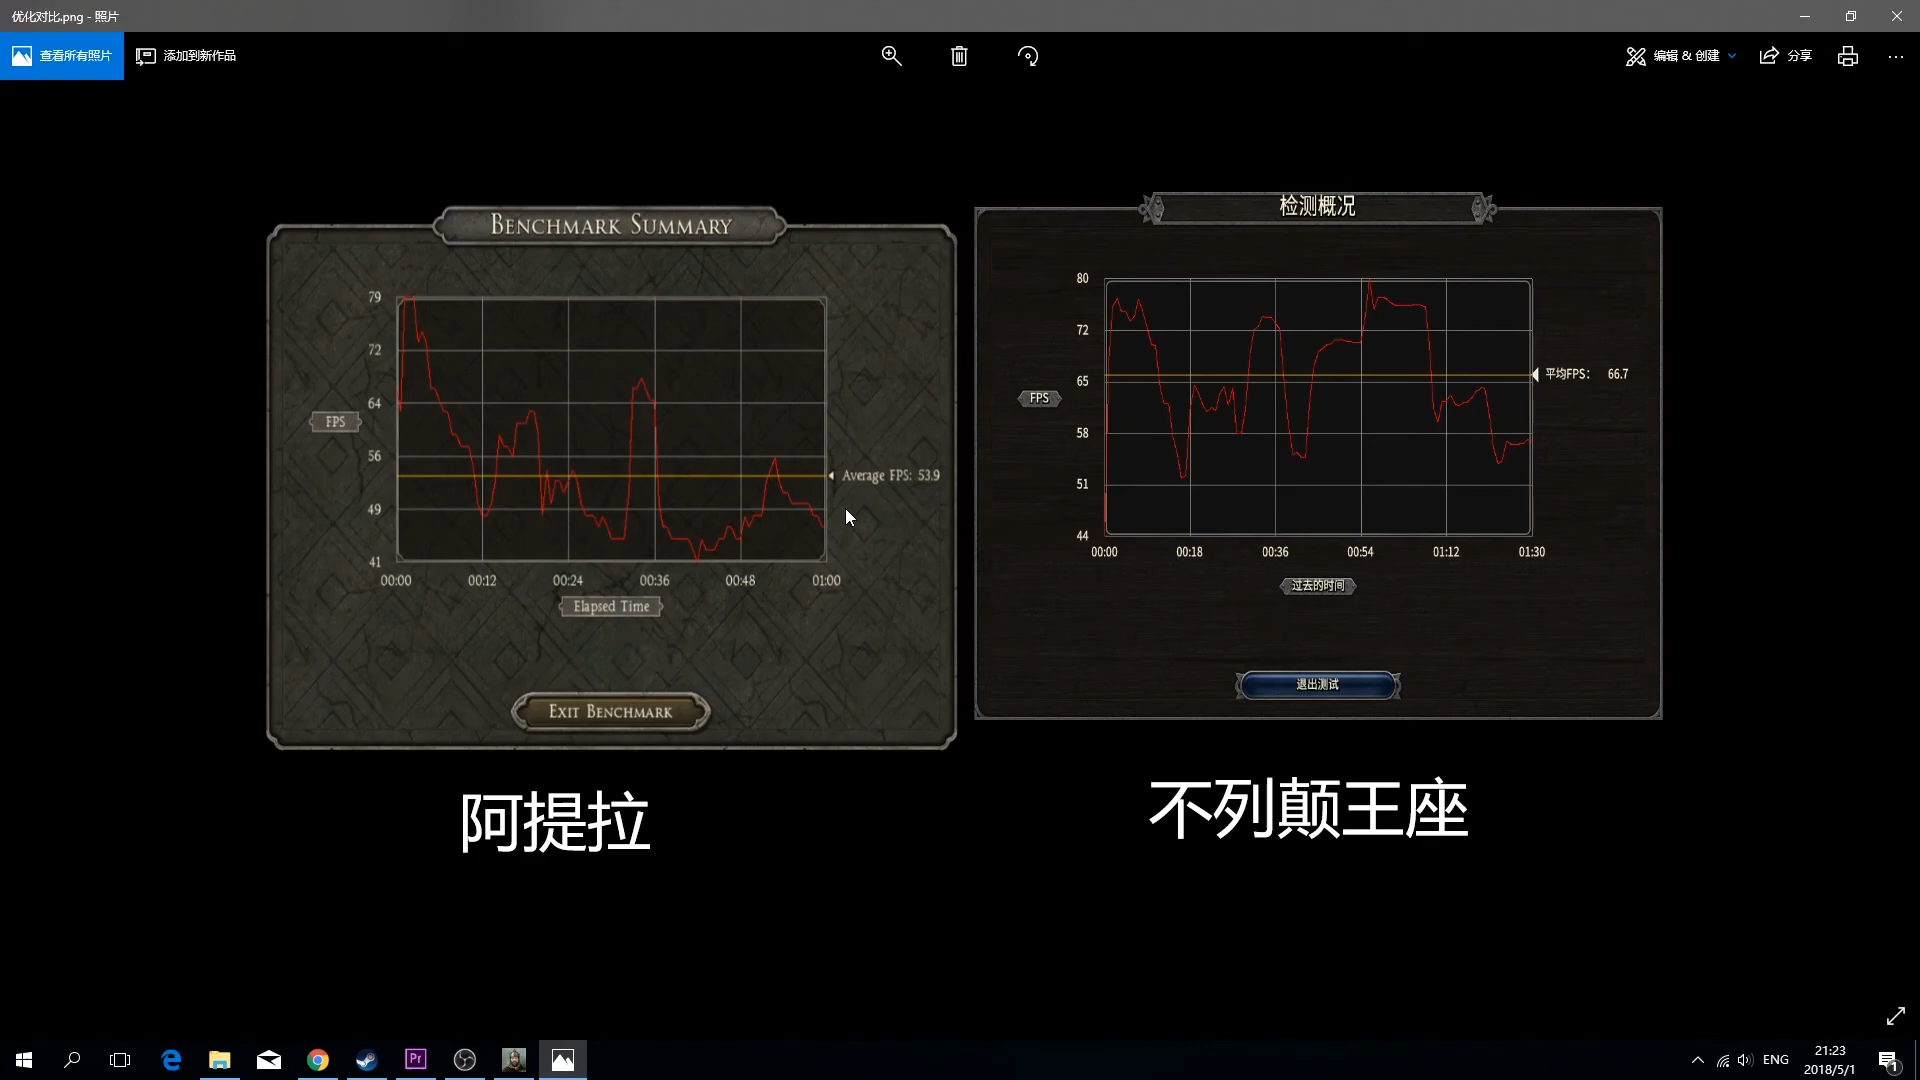 优化对比.png - 照片
查看所有照片
添加到新作品
编辑 & 创建
分享
BENCHMARK SUMMARY
79
72
64
56
49
41
FPS
Average FPS: 53.9
00:00
00:12
00:24
00:36
00:48
01:00
Elapsed Time
EXIT BENCHMARK
阿提拉
检测概况
80
72
65
58
51
44
FPS
平均FPS: 66.7
00:00
00:18
00:36
00:54
01:12
01:30
过去的时间
退出测试
不列颠王座
Pr
ENG
21:23
2018/5/1
1